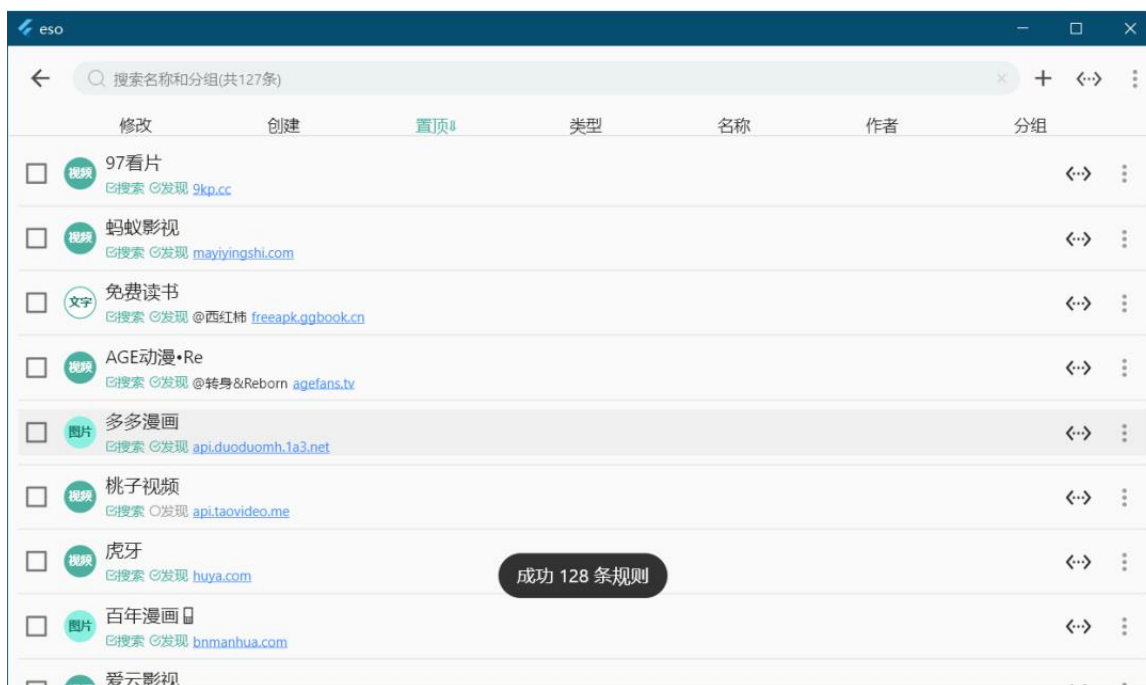 eso
搜索名称和分组(共127条)
修改 创建 置顶⇓ 类型 名称 作者 分组
视频 97看片
搜索 发现 9kp.cc
视频 蚂蚁影视
搜索 发现 mayiyingshi.com
文字 免费读书
搜索 发现 @西红柿 freeapk.ggbook.cn
视频 AGE动漫•Re
搜索 发现 @转身&Reborn agefans.tv
图片 多多漫画
搜索 发现 api.duoduomh.1a3.net
视频 桃子视频
搜索 发现 api.taovideo.me
视频 虎牙
搜索 发现 huya.com
成功 128 条规则
图片 百年漫画
搜索 发现 bnmanhua.com
爱云影视